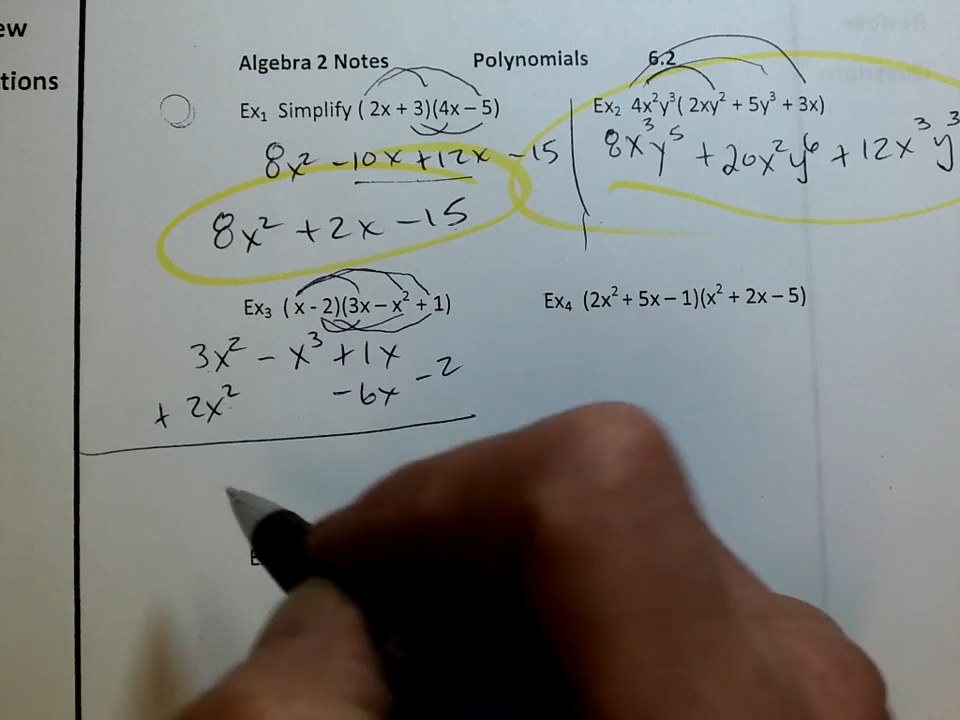 ew
tions
Algebra 2 Notes Polynomials 6.2
Ex₁ Simplify (2x + 3)(4x – 5)
8x² - 10x + 12x - 15
8x² + 2x - 15
Ex₂ 4x²y³(2xy² + 5y³ + 3x)
8x³y⁵ + 20x²y⁶ + 12x³y³
Ex₃ (x - 2)(3x – x² + 1)
3x² - x³ + 1x
+ 2x² - 6x - 2
Ex₄ (2x² + 5x – 1)(x² + 2x – 5)